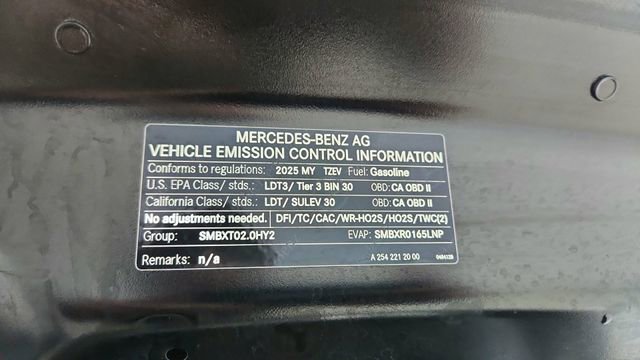 MERCEDES-BENZ AG
VEHICLE EMISSION CONTROL INFORMATION
Conforms to regulations: 2025 MY TZEV Fuel: Gasoline
U.S. EPA Class/ stds.: LDT3/ Tier 3 BIN 30 OBD: CA OBD II
California Class/ stds.: LDT/ SULEV 30 OBD: CA OBD II
No adjustments needed. DFI/TC/CAC/WR-HO2S/HO2S/TWC(2)
Group: SMBXT02.0HY2 EVAP: SMBXR0165LNP
Remarks: n/a A 254 221 20 00